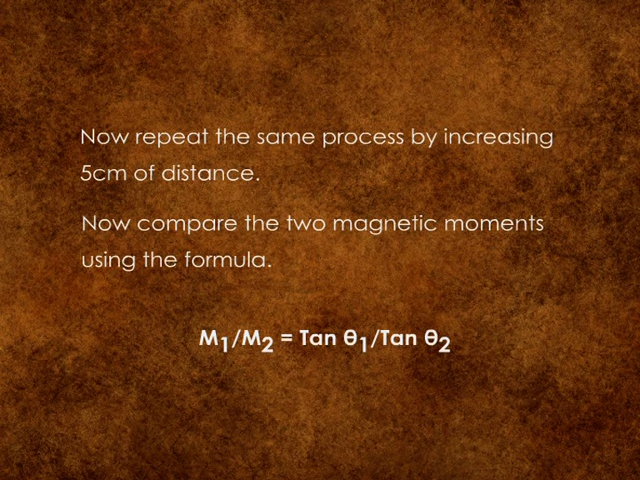 Now repeat the same process by increasing
5cm of distance.
Now compare the two magnetic moments
using the formula.
M1/M2 = Tan θ1/Tan θ2